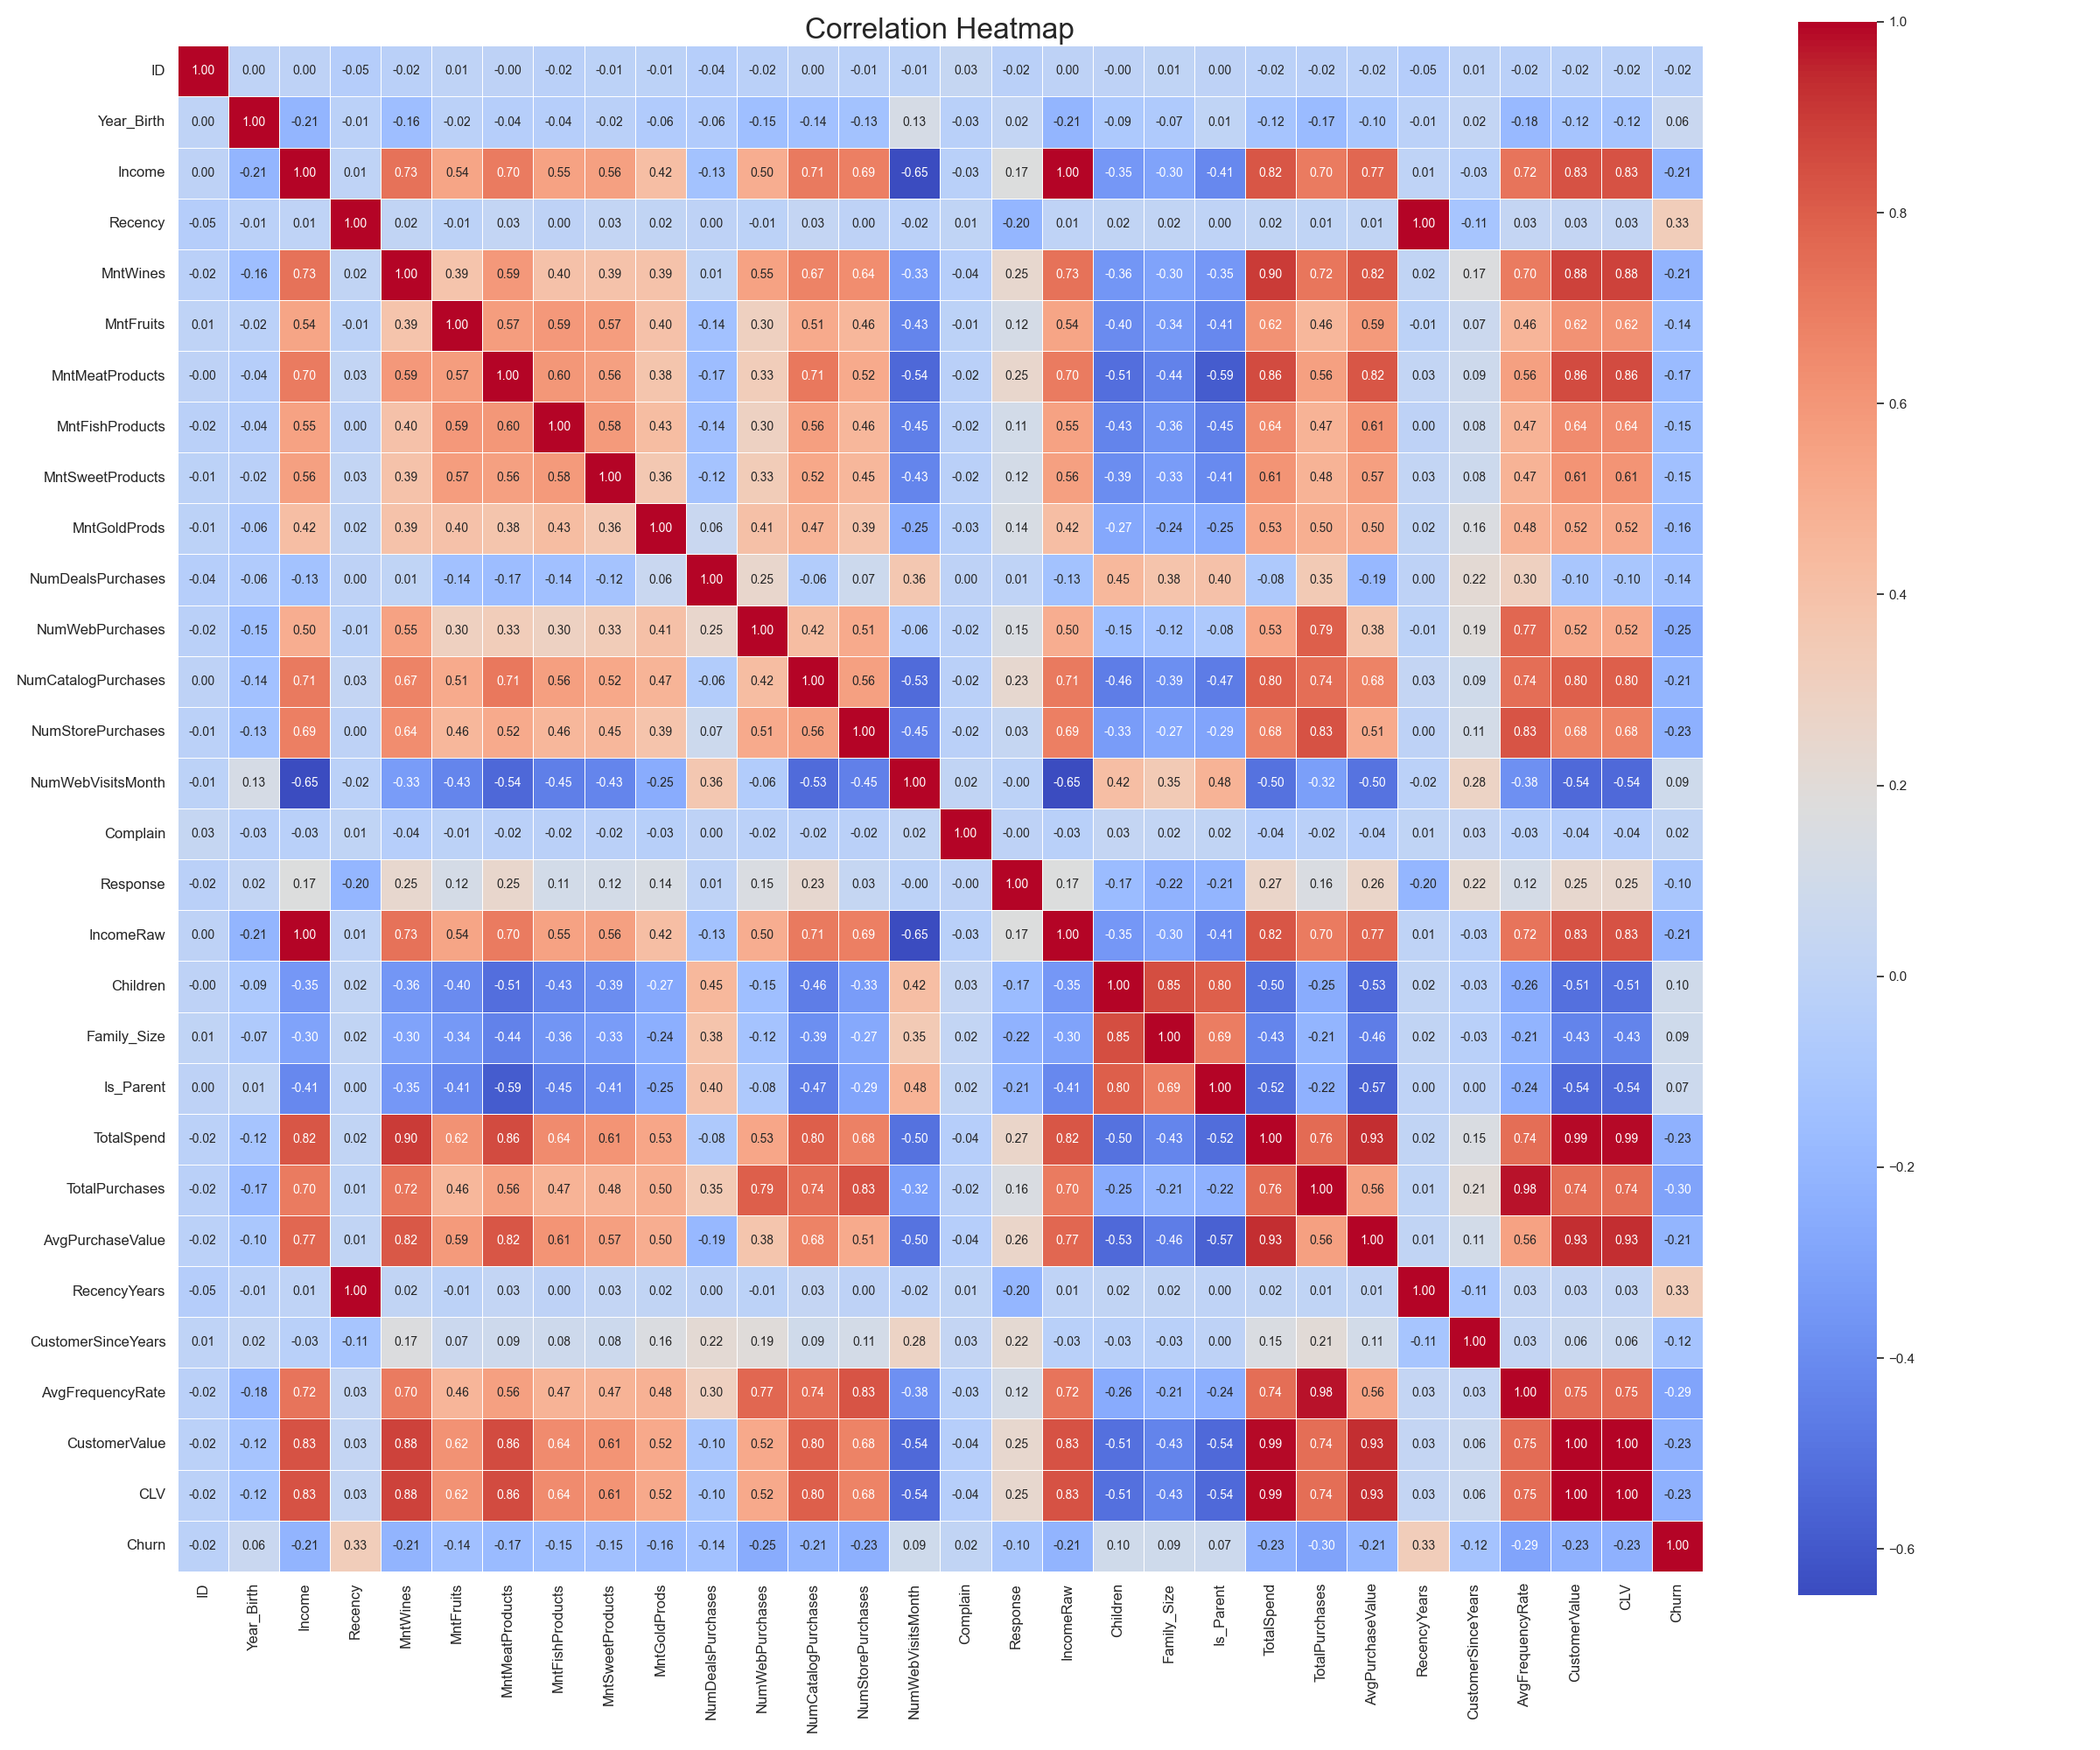 Correlation Heatmap
ID 1.00 0.00 0.00 -0.05 -0.02 0.01 -0.00 -0.02 -0.01 -0.01 -0.04 -0.02 0.00 -0.01 -0.01 0.03 -0.02 0.00 -0.00 0.01 0.00 -0.02 -0.02 -0.02 -0.05 0.01 -0.02 -0.02 -0.02 -0.02
Year_Birth 0.00 1.00 -0.21 -0.01 -0.16 -0.02 -0.04 -0.04 -0.02 -0.06 -0.06 -0.15 -0.14 -0.13 0.13 -0.03 0.02 -0.21 -0.09 -0.07 0.01 -0.12 -0.17 -0.10 -0.01 0.02 -0.18 -0.12 -0.12 0.06
Income 0.00 -0.21 1.00 0.01 0.73 0.54 0.70 0.55 0.56 0.42 -0.13 0.50 0.71 0.69 -0.65 -0.03 0.17 1.00 -0.35 -0.30 -0.41 0.82 0.70 0.77 0.01 -0.03 0.72 0.83 0.83 -0.21
Recency -0.05 -0.01 0.01 1.00 0.02 -0.01 0.03 0.00 0.03 0.02 0.00 -0.01 0.03 0.00 -0.02 0.01 -0.20 0.01 0.02 0.02 0.00 0.02 0.01 0.01 1.00 -0.11 0.03 0.03 0.03 0.33
MntWines -0.02 -0.16 0.73 0.02 1.00 0.39 0.59 0.40 0.39 0.39 0.01 0.55 0.67 0.64 -0.33 -0.04 0.25 0.73 -0.36 -0.30 -0.35 0.90 0.72 0.82 0.02 0.17 0.70 0.88 0.88 -0.21
MntFruits 0.01 -0.02 0.54 -0.01 0.39 1.00 0.57 0.59 0.57 0.40 -0.14 0.30 0.51 0.46 -0.43 -0.01 0.12 0.54 -0.40 -0.34 -0.41 0.62 0.46 0.59 -0.01 0.07 0.46 0.62 0.62 -0.14
MntMeatProducts -0.00 -0.04 0.70 0.03 0.59 0.57 1.00 0.60 0.56 0.38 -0.17 0.33 0.71 0.52 -0.54 -0.02 0.25 0.70 -0.51 -0.44 -0.59 0.86 0.56 0.82 0.03 0.09 0.56 0.86 0.86 -0.17
MntFishProducts -0.02 -0.04 0.55 0.00 0.40 0.59 0.60 1.00 0.58 0.43 -0.14 0.30 0.56 0.46 -0.45 -0.02 0.11 0.55 -0.43 -0.36 -0.45 0.64 0.47 0.61 0.00 0.08 0.47 0.64 0.64 -0.15
MntSweetProducts -0.01 -0.02 0.56 0.03 0.39 0.57 0.56 0.58 1.00 0.36 -0.12 0.33 0.52 0.45 -0.43 -0.02 0.12 0.56 -0.39 -0.33 -0.41 0.61 0.48 0.57 0.03 0.08 0.47 0.61 0.61 -0.15
MntGoldProds -0.01 -0.06 0.42 0.02 0.39 0.40 0.38 0.43 0.36 1.00 0.06 0.41 0.47 0.39 -0.25 -0.03 0.14 0.42 -0.27 -0.24 -0.25 0.53 0.50 0.50 0.02 0.16 0.48 0.52 0.52 -0.16
NumDealsPurchases -0.04 -0.06 -0.13 0.00 0.01 -0.14 -0.17 -0.14 -0.12 0.06 1.00 0.25 -0.06 0.07 0.36 0.00 0.01 -0.13 0.45 0.38 0.40 -0.08 0.35 -0.19 0.00 0.22 0.30 -0.10 -0.10 -0.14
NumWebPurchases -0.02 -0.15 0.50 -0.01 0.55 0.30 0.33 0.30 0.33 0.41 0.25 1.00 0.42 0.51 -0.06 -0.02 0.15 0.50 -0.15 -0.12 -0.08 0.53 0.79 0.38 -0.01 0.19 0.77 0.52 0.52 -0.25
NumCatalogPurchases 0.00 -0.14 0.71 0.03 0.67 0.51 0.71 0.56 0.52 0.47 -0.06 0.42 1.00 0.56 -0.53 -0.02 0.23 0.71 -0.46 -0.39 -0.47 0.80 0.74 0.68 0.03 0.09 0.74 0.80 0.80 -0.21
NumStorePurchases -0.01 -0.13 0.69 0.00 0.64 0.46 0.52 0.46 0.45 0.39 0.07 0.51 0.56 1.00 -0.45 -0.02 0.03 0.69 -0.33 -0.27 -0.29 0.68 0.83 0.51 0.00 0.11 0.83 0.68 0.68 -0.23
NumWebVisitsMonth -0.01 0.13 -0.65 -0.02 -0.33 -0.43 -0.54 -0.45 -0.43 -0.25 0.36 -0.06 -0.53 -0.45 1.00 0.02 -0.00 -0.65 0.42 0.35 0.48 -0.50 -0.32 -0.50 -0.02 0.28 -0.38 -0.54 -0.54 0.09
Complain 0.03 -0.03 -0.03 0.01 -0.04 -0.01 -0.02 -0.02 -0.02 -0.03 0.00 -0.02 -0.02 -0.02 0.02 1.00 -0.00 -0.03 0.03 0.02 0.02 -0.04 -0.02 -0.04 0.01 0.03 -0.03 -0.04 -0.04 0.02
Response -0.02 0.02 0.17 -0.20 0.25 0.12 0.25 0.11 0.12 0.14 0.01 0.15 0.23 0.03 -0.00 -0.00 1.00 0.17 -0.17 -0.22 -0.21 0.27 0.16 0.26 -0.20 0.22 0.12 0.25 0.25 -0.10
IncomeRaw 0.00 -0.21 1.00 0.01 0.73 0.54 0.70 0.55 0.56 0.42 -0.13 0.50 0.71 0.69 -0.65 -0.03 0.17 1.00 -0.35 -0.30 -0.41 0.82 0.70 0.77 0.01 -0.03 0.72 0.83 0.83 -0.21
Children -0.00 -0.09 -0.35 0.02 -0.36 -0.40 -0.51 -0.43 -0.39 -0.27 0.45 -0.15 -0.46 -0.33 0.42 0.03 -0.17 -0.35 1.00 0.85 0.80 -0.50 -0.25 -0.53 0.02 -0.03 -0.26 -0.51 -0.51 0.10
Family_Size 0.01 -0.07 -0.30 0.02 -0.30 -0.34 -0.44 -0.36 -0.33 -0.24 0.38 -0.12 -0.39 -0.27 0.35 0.02 -0.22 -0.30 0.85 1.00 0.69 -0.43 -0.21 -0.46 0.02 -0.03 -0.21 -0.43 -0.43 0.09
Is_Parent 0.00 0.01 -0.41 0.00 -0.35 -0.41 -0.59 -0.45 -0.41 -0.25 0.40 -0.08 -0.47 -0.29 0.48 0.02 -0.21 -0.41 0.80 0.69 1.00 -0.52 -0.22 -0.57 0.00 0.00 -0.24 -0.54 -0.54 0.07
TotalSpend -0.02 -0.12 0.82 0.02 0.90 0.62 0.86 0.64 0.61 0.53 -0.08 0.53 0.80 0.68 -0.50 -0.04 0.27 0.82 -0.50 -0.43 -0.52 1.00 0.76 0.93 0.02 0.15 0.74 0.99 0.99 -0.23
TotalPurchases -0.02 -0.17 0.70 0.01 0.72 0.46 0.56 0.47 0.48 0.50 0.35 0.79 0.74 0.83 -0.32 -0.02 0.16 0.70 -0.25 -0.21 -0.22 0.76 1.00 0.56 0.01 0.21 0.98 0.74 0.74 -0.30
AvgPurchaseValue -0.02 -0.10 0.77 0.01 0.82 0.59 0.82 0.61 0.57 0.50 -0.19 0.38 0.68 0.51 -0.50 -0.04 0.26 0.77 -0.53 -0.46 -0.57 0.93 0.56 1.00 0.01 0.11 0.56 0.93 0.93 -0.21
RecencyYears -0.05 -0.01 0.01 1.00 0.02 -0.01 0.03 0.00 0.03 0.02 0.00 -0.01 0.03 0.00 -0.02 0.01 -0.20 0.01 0.02 0.02 0.00 0.02 0.01 0.01 1.00 -0.11 0.03 0.03 0.03 0.33
CustomerSinceYears 0.01 0.02 -0.03 -0.11 0.17 0.07 0.09 0.08 0.08 0.16 0.22 0.19 0.09 0.11 0.28 0.03 0.22 -0.03 -0.03 -0.03 0.00 0.15 0.21 0.11 -0.11 1.00 0.03 0.06 0.06 -0.12
AvgFrequencyRate -0.02 -0.18 0.72 0.03 0.70 0.46 0.56 0.47 0.47 0.48 0.30 0.77 0.74 0.83 -0.38 -0.03 0.12 0.72 -0.26 -0.21 -0.24 0.74 0.98 0.56 0.03 0.03 1.00 0.75 0.75 -0.29
CustomerValue -0.02 -0.12 0.83 0.03 0.88 0.62 0.86 0.64 0.61 0.52 -0.10 0.52 0.80 0.68 -0.54 -0.04 0.25 0.83 -0.51 -0.43 -0.54 0.99 0.74 0.93 0.03 0.06 0.75 1.00 1.00 -0.23
CLV -0.02 -0.12 0.83 0.03 0.88 0.62 0.86 0.64 0.61 0.52 -0.10 0.52 0.80 0.68 -0.54 -0.04 0.25 0.83 -0.51 -0.43 -0.54 0.99 0.74 0.93 0.03 0.06 0.75 1.00 1.00 -0.23
Churn -0.02 0.06 -0.21 0.33 -0.21 -0.14 -0.17 -0.15 -0.15 -0.16 -0.14 -0.25 -0.21 -0.23 0.09 0.02 -0.10 -0.21 0.10 0.09 0.07 -0.23 -0.30 -0.21 0.33 -0.12 -0.29 -0.23 -0.23 1.00
ID
Year_Birth
Income
Recency
MntWines
MntFruits
MntMeatProducts
MntFishProducts
MntSweetProducts
MntGoldProds
NumDealsPurchases
NumWebPurchases
NumCatalogPurchases
NumStorePurchases
NumWebVisitsMonth
Complain
Response
IncomeRaw
Children
Family_Size
Is_Parent
TotalSpend
TotalPurchases
AvgPurchaseValue
RecencyYears
CustomerSinceYears
AvgFrequencyRate
CustomerValue
CLV
Churn
1.0
0.8
0.6
0.4
0.2
0.0
−0.2
−0.4
−0.6